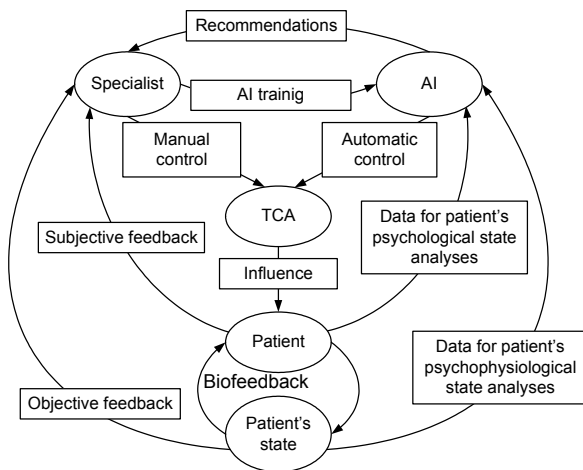 Recommendations
Specialist
AI trainig
AI
Manual
control
Automatic
control
TCA
Subjective feedback
Data for patient's
psychological state
analyses
Influence
Patient
Biofeedback
Data for patient's
psychophysiological
state analyses
Objective feedback
Patient's
state